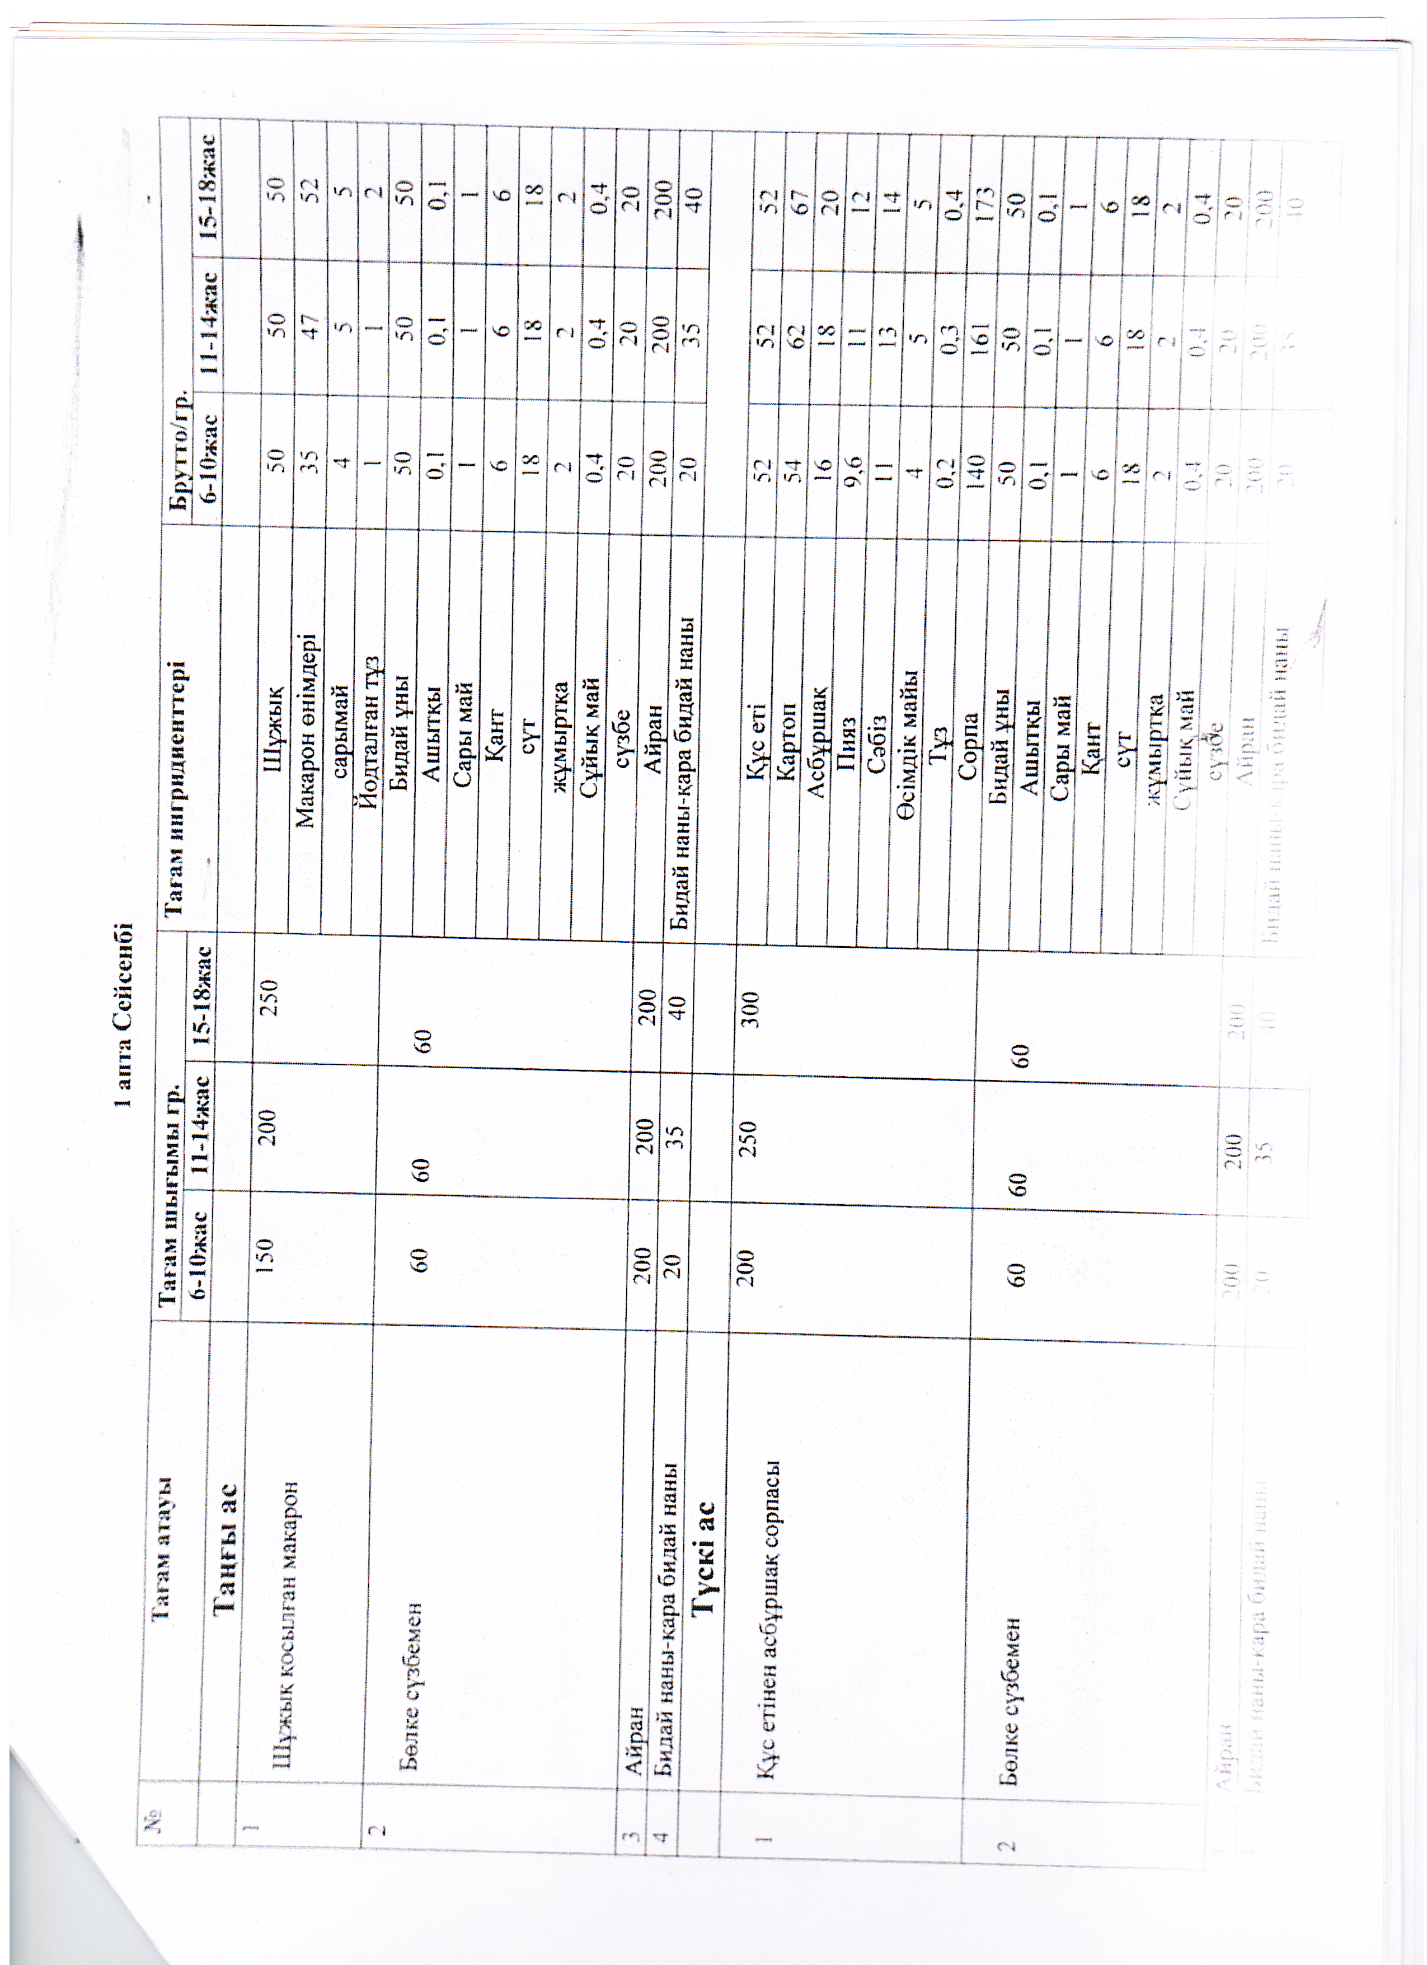 1 апта Сейсенбі
№ Тағам атауы Тағам шығымы гр. Тағам ингридиенттері Брутто/гр.
6-10жас 11-14жас 15-18жас 6-10жас 11-14жас 15-18жас
Таңғы ас
1 Шұжық қосылған макарон 150 200 250 Шұжық 50 50 50
Макарон өнімдері 35 47 52
сарымай 4 5 5
Йодталған тұз 1 1 2
2 Бөлке сүзбемен 60 60 60 Бидай ұны 50 50 50
Ашытқы 0,1 0,1 0,1
Сары май 1 1 1
Қант 6 6 6
сүт 18 18 18
жұмыртка 2 2 2
Сұйық май 0,4 0,4 0,4
сүзбе 20 20 20
3 Айран 200 200 200 Айран 200 200 200
4 Бидай наны-қара бидай наны 20 35 40 Бидай наны-қара бидай наны 20 35 40
Түскі ас
1 Құс етінен асбұршақ сорпасы 200 250 300 Құс еті 52 52 52
Картоп 54 62 67
Асбұршақ 16 18 20
Пияз 9,6 11 12
Сәбіз 11 13 14
Өсімдік майы 4 5 5
Тұз 0,2 0,3 0,4
Сорпа 140 161 173
2 Бөлке сүзбемен 60 60 60 Бидай ұны 50 50 50
Ашытқы 0,1 0,1 0,1
Сары май 1 1 1
Қант 6 6 6
сүт 18 18 18
жұмыртка 2 2 2
Сұйық май 0,4 0,4 0,4
сүзбе 20 20 20
3 Айран 200 200 200 Айран 200 200 200
4 Бидай наны-қара бидай наны 20 35 40 Бидай наны-қара бидай наны 20 35 40